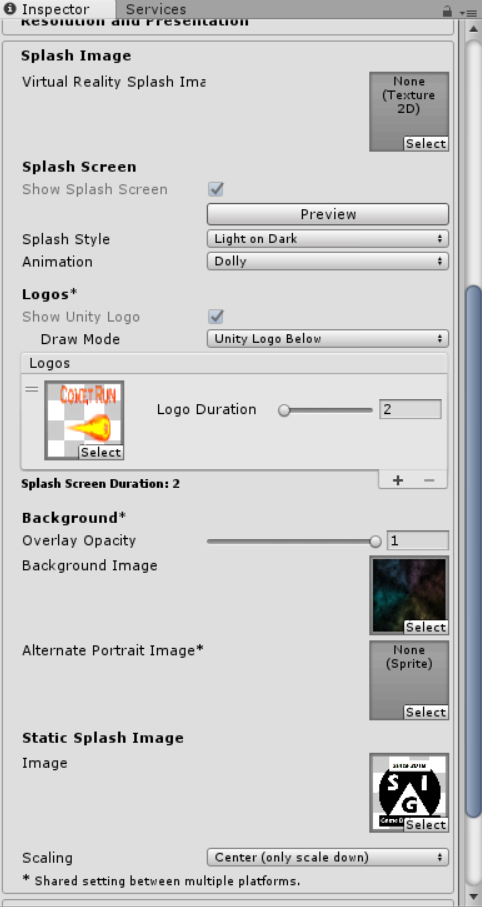 Inspector
Services
Resolution and Presentation
Splash Image
Virtual Reality Splash Ima
None
(Texture
2D)
Select
Splash Screen
Show Splash Screen
Preview
Splash Style
Light on Dark
Animation
Dolly
Logos*
Show Unity Logo
Draw Mode
Unity Logo Below
Logos
COMET RUN
Logo Duration
2
Select
Splash Screen Duration: 2
+ −
Background*
Overlay Opacity
1
Background Image
Select
Alternate Portrait Image*
None
(Sprite)
Select
Static Splash Image
Image
S I
G
Select
Scaling
Center (only scale down)
* Shared setting between multiple platforms.